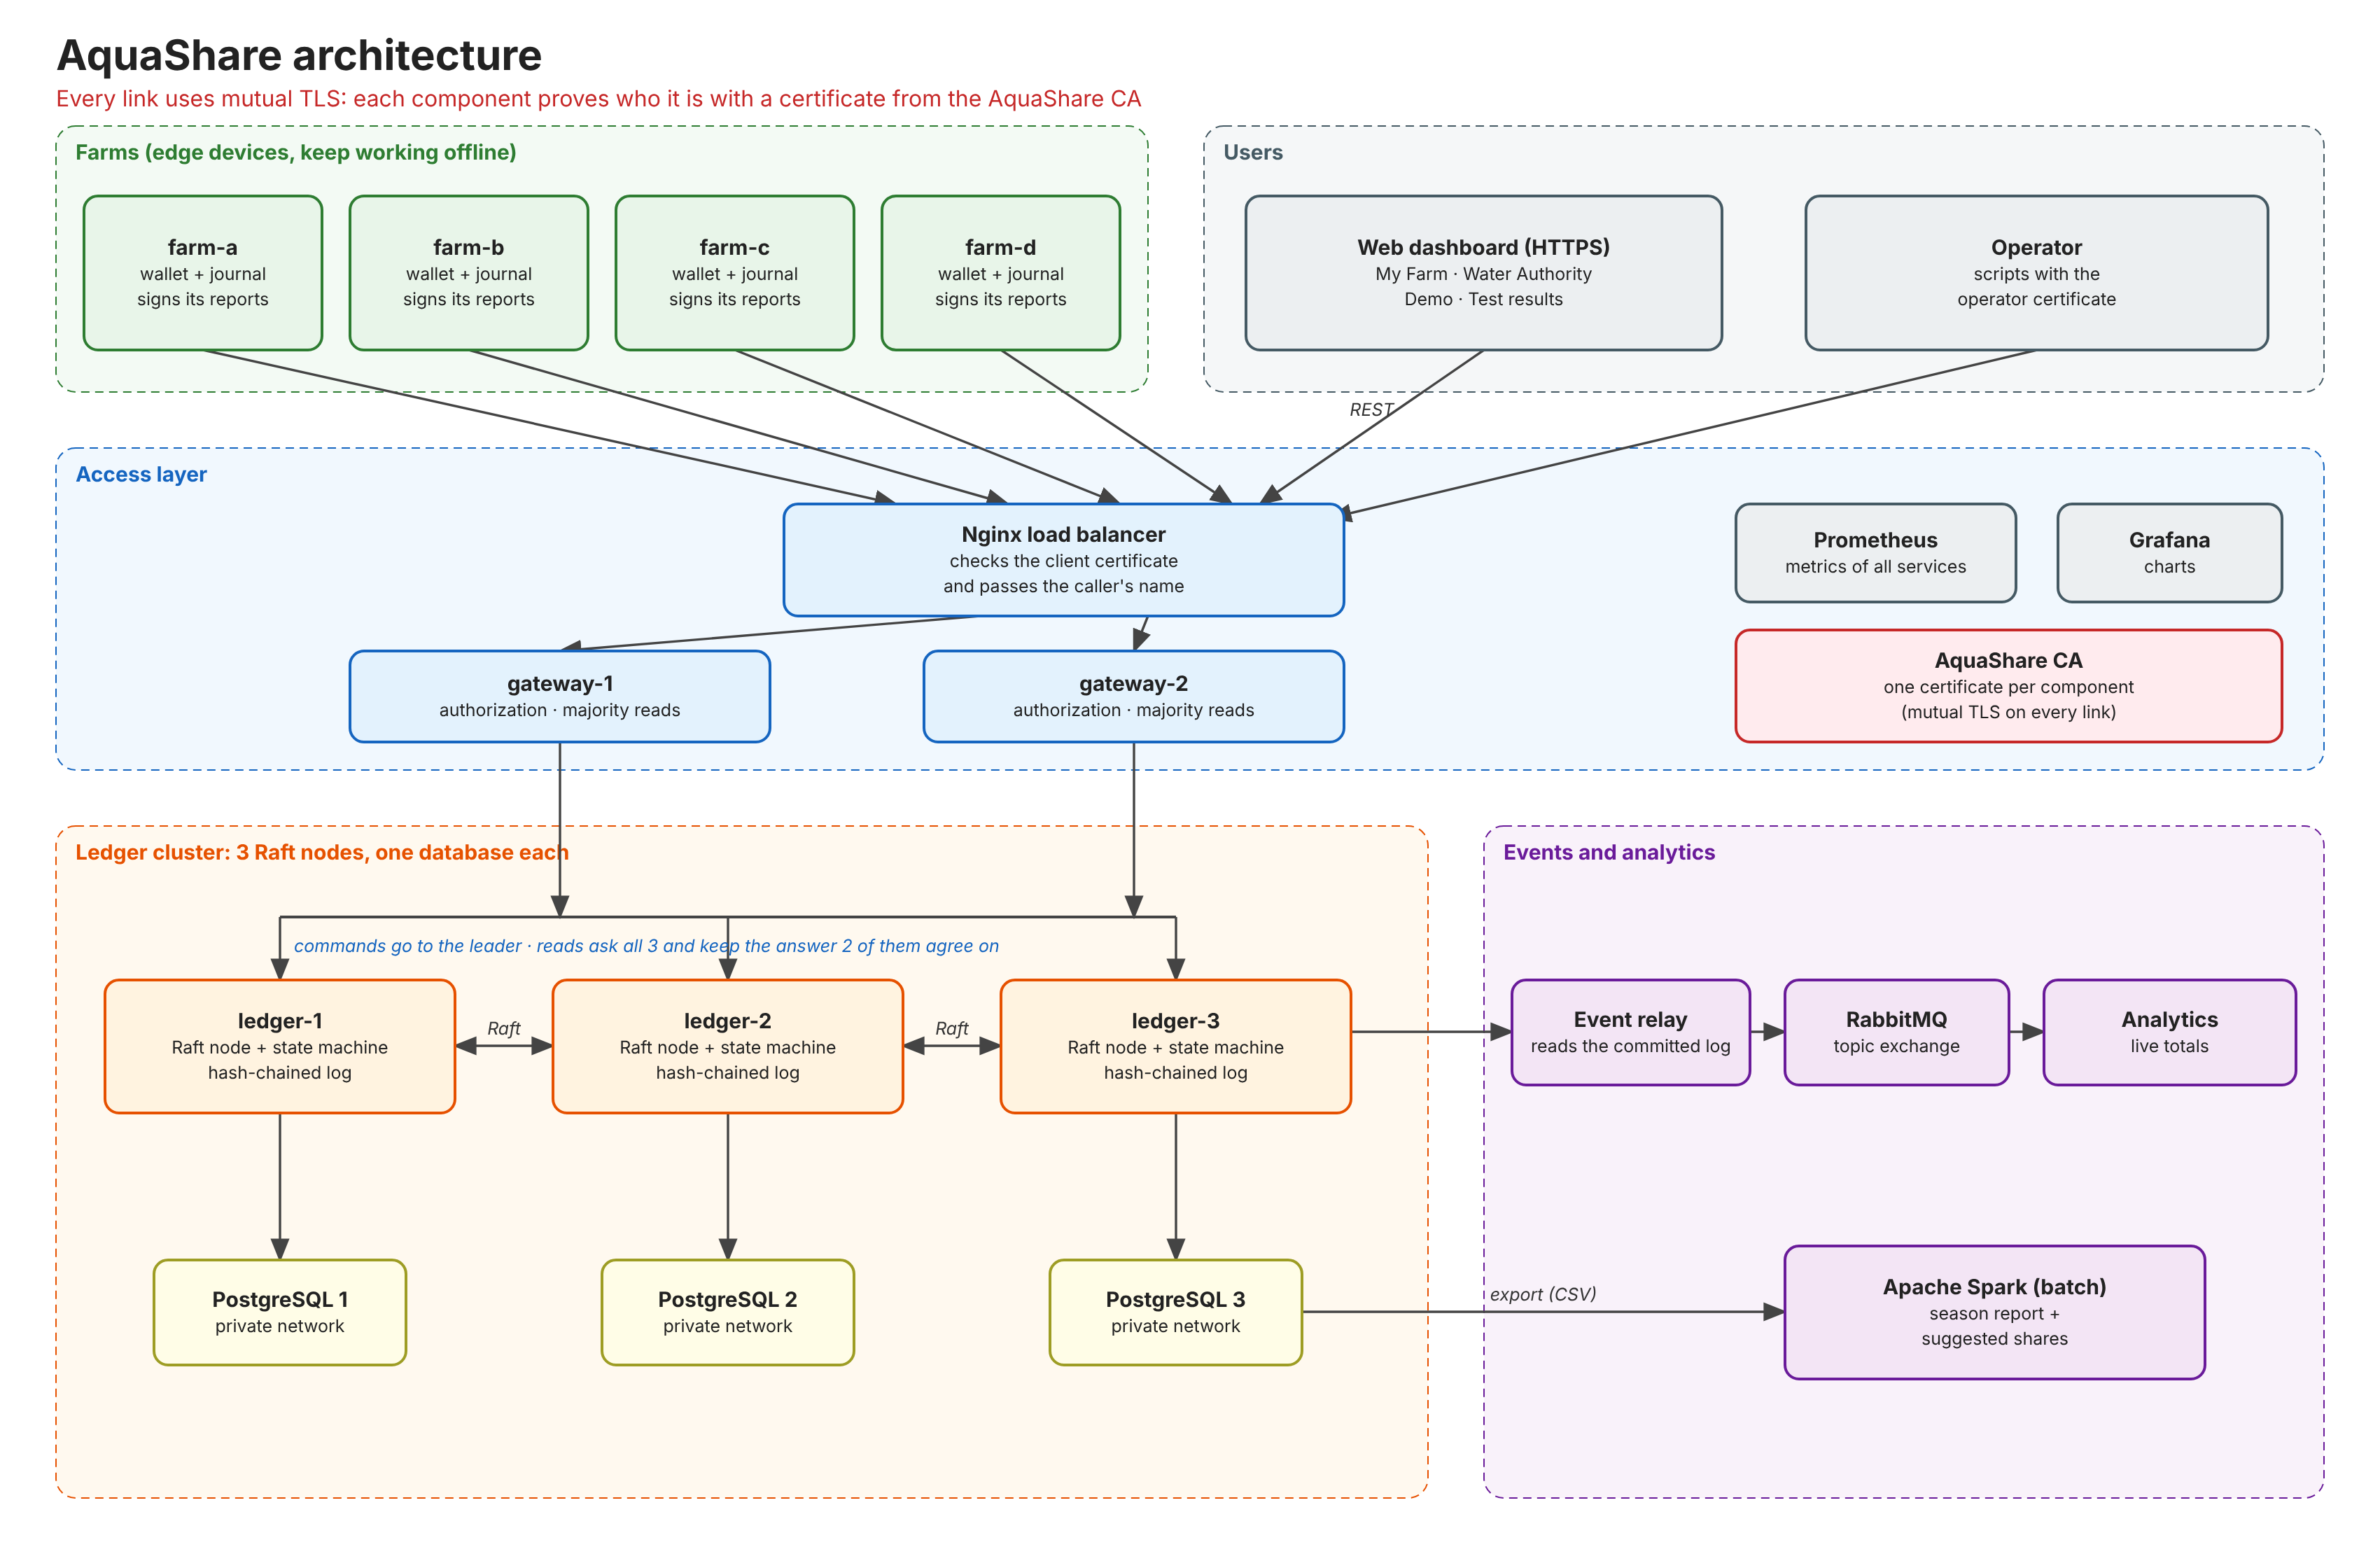 AquaShare architecture
Every link uses mutual TLS: each component proves who it is with a certificate from the AquaShare CA
Farms (edge devices, keep working offline)
farm-a
wallet + journal
signs its reports
farm-b
wallet + journal
signs its reports
farm-c
wallet + journal
signs its reports
farm-d
wallet + journal
signs its reports
Users
Web dashboard (HTTPS)
My Farm · Water Authority
Demo · Test results
Operator
scripts with the
operator certificate
REST
Access layer
Nginx load balancer
checks the client certificate
and passes the caller's name
Prometheus
metrics of all services
Grafana
charts
gateway-1
authorization · majority reads
gateway-2
authorization · majority reads
AquaShare CA
one certificate per component
(mutual TLS on every link)
Ledger cluster: 3 Raft nodes, one database each
commands go to the leader · reads ask all 3 and keep the answer 2 of them agree on
ledger-1
Raft node + state machine
hash-chained log
Raft
ledger-2
Raft node + state machine
hash-chained log
Raft
ledger-3
Raft node + state machine
hash-chained log
PostgreSQL 1
private network
PostgreSQL 2
private network
PostgreSQL 3
private network
Events and analytics
Event relay
reads the committed log
RabbitMQ
topic exchange
Analytics
live totals
export (CSV)
Apache Spark (batch)
season report +
suggested shares